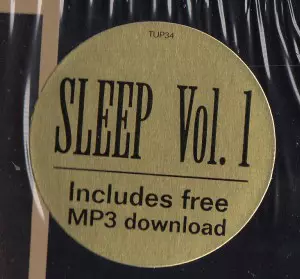 TUP34
SLEEP Vol. 1
Includes free
MP3 download